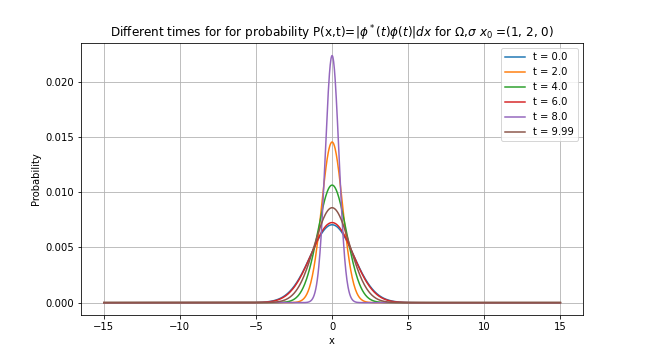 Different times for for probability P(x,t)=|ϕ*(t)ϕ(t)|dx for Ω,σ x₀ =(1, 2, 0)
t = 0.0
t = 2.0
t = 4.0
t = 6.0
t = 8.0
t = 9.99
Probability
0.020
0.015
0.010
0.005
0.000
−15 −10 −5 0 5 10 15
x